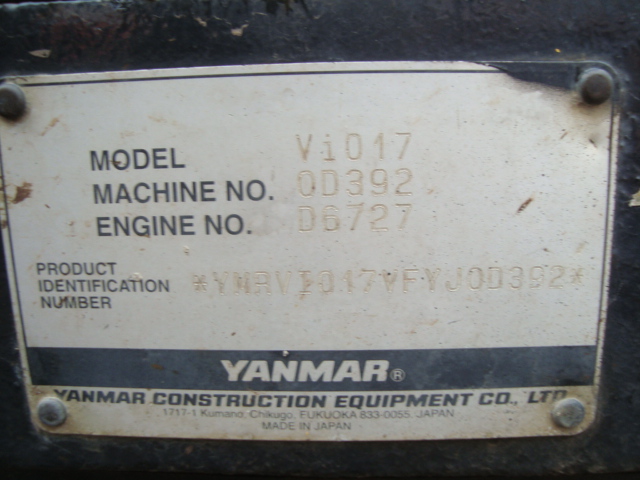 MODEL Vi017
MACHINE NO. 0D392
ENGINE NO. D6727
PRODUCT
IDENTIFICATION *YMRVI017VFYJ0D392*
NUMBER
YANMAR®
YANMAR CONSTRUCTION EQUIPMENT CO., LTD.
1717-1 Kumano, Chikugo, FUKUOKA 833-0055, JAPAN
MADE IN JAPAN